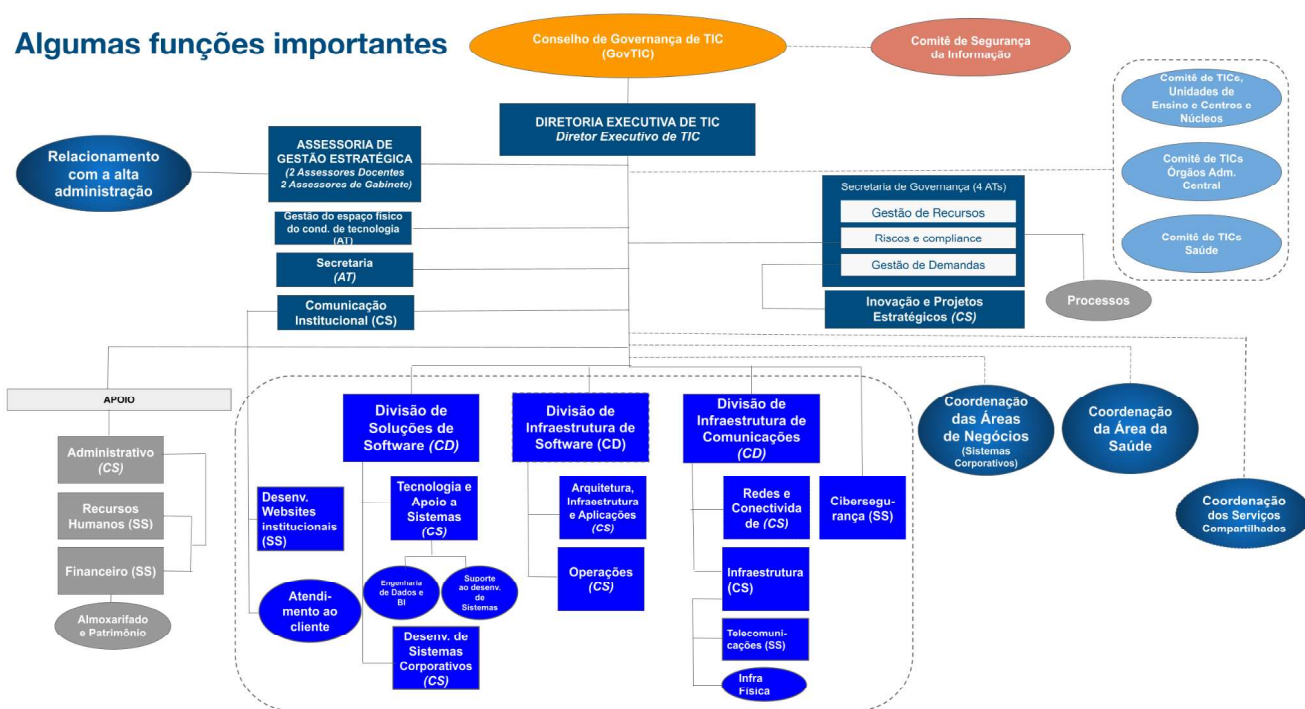 Algumas funções importantes
Conselho de Governança de TIC
(GovTIC)
Comitê de Segurança
da Informação
Comitê de TICs,
Unidades de
Ensino e Centros e
Núcleos
DIRETORIA EXECUTIVA DE TIC
Diretor Executivo de TIC
ASSESSORIA DE
GESTÃO ESTRATÉGICA
(2 Assessores Docentes
2 Assessores de Gabinete)
Relacionamento
com a alta
administração
Comitê de TICs
Órgãos Adm.
Central
Secretaria de Governança (4 ATs)
Gestão de Recursos
Riscos e compliance
Gestão de Demandas
Gestão do espaço físico
do cond. de tecnologia
(AT)
Comitê de TICs
Saúde
Secretaria
(AT)
Comunicação
Institucional (CS)
Inovação e Projetos
Estratégicos (CS)
Processos
APOIO
Administrativo
(CS)
Recursos
Humanos (SS)
Financeiro (SS)
Almoxarifado
e Patrimônio
Divisão de
Soluções de
Software (CD)
Divisão de
Infraestrutura de
Software (CD)
Divisão de
Infraestrutura de
Comunicações
(CD)
Coordenação
das Áreas
de Negócios
(Sistemas
Corporativos)
Coordenação
da Área da
Saúde
Coordenação
dos Serviços
Compartilhados
Desenv.
Websites
institucionais
(SS)
Atendi-
mento ao
cliente
Tecnologia e
Apoio a
Sistemas
(CS)
Engenharia
de Dados e
BI
Suporte
ao desenv.
de
Sistemas
Desenv. de
Sistemas
Corporativos
(CS)
Arquitetura,
Infraestrutura
e Aplicações
(CS)
Operações
(CS)
Redes e
Conectivida
de (CS)
Infraestrutura
(CS)
Telecomuni-
cações (SS)
Infra
Física
Cibersegu-
rança (SS)